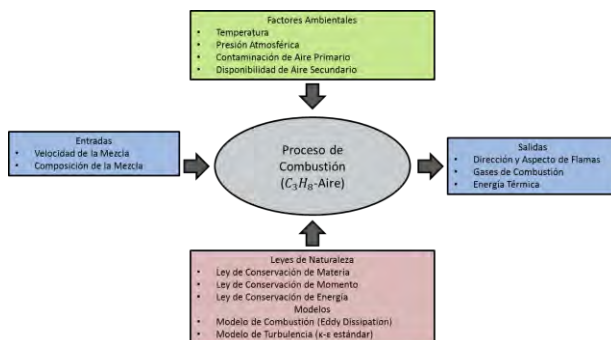 Factores Ambientales
• Temperatura
• Presión Atmosférica
• Contaminación de Aire Primario
• Disponibilidad de Aire Secundario
Entradas
• Velocidad de la Mezcla
• Composición de la Mezcla
Proceso de
Combustión
(C₃H₈-Aire)
Salidas
• Dirección y Aspecto de Flamas
• Gases de Combustión
• Energía Térmica
Leyes de Naturaleza
• Ley de Conservación de Materia
• Ley de Conservación de Momento
• Ley de Conservación de Energía
Modelos
• Modelo de Combustión (Eddy Dissipation)
• Modelo de Turbulencia (κ-ε estándar)